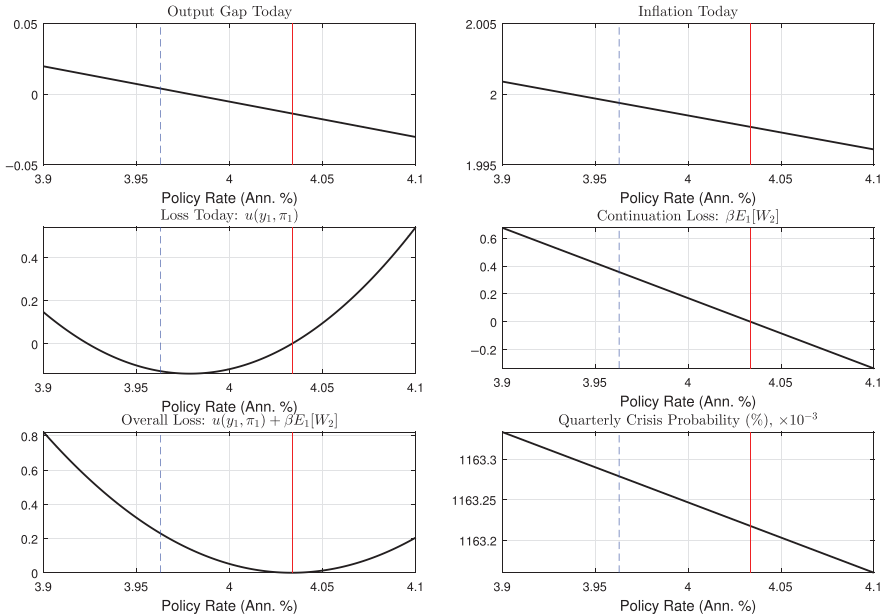 Output Gap Today
0.05
0
−0.05
3.9 3.95 4 4.05 4.1
Policy Rate (Ann. %)
Inflation Today
2.005
2
1.995
3.9 3.95 4 4.05 4.1
Policy Rate (Ann. %)
Loss Today: u(y₁, π₁)
0.4
0.2
0
3.9 3.95 4 4.05 4.1
Policy Rate (Ann. %)
Continuation Loss: βE₁[W₂]
0.6
0.4
0.2
0
−0.2
3.9 3.95 4 4.05 4.1
Policy Rate (Ann. %)
Overall Loss: u(y₁, π₁) + βE₁[W₂]
0.8
0.6
0.4
0.2
0
3.9 3.95 4 4.05 4.1
Policy Rate (Ann. %)
Quarterly Crisis Probability (%), ×10⁻³
1163.3
1163.25
1163.2
3.9 3.95 4 4.05 4.1
Policy Rate (Ann. %)